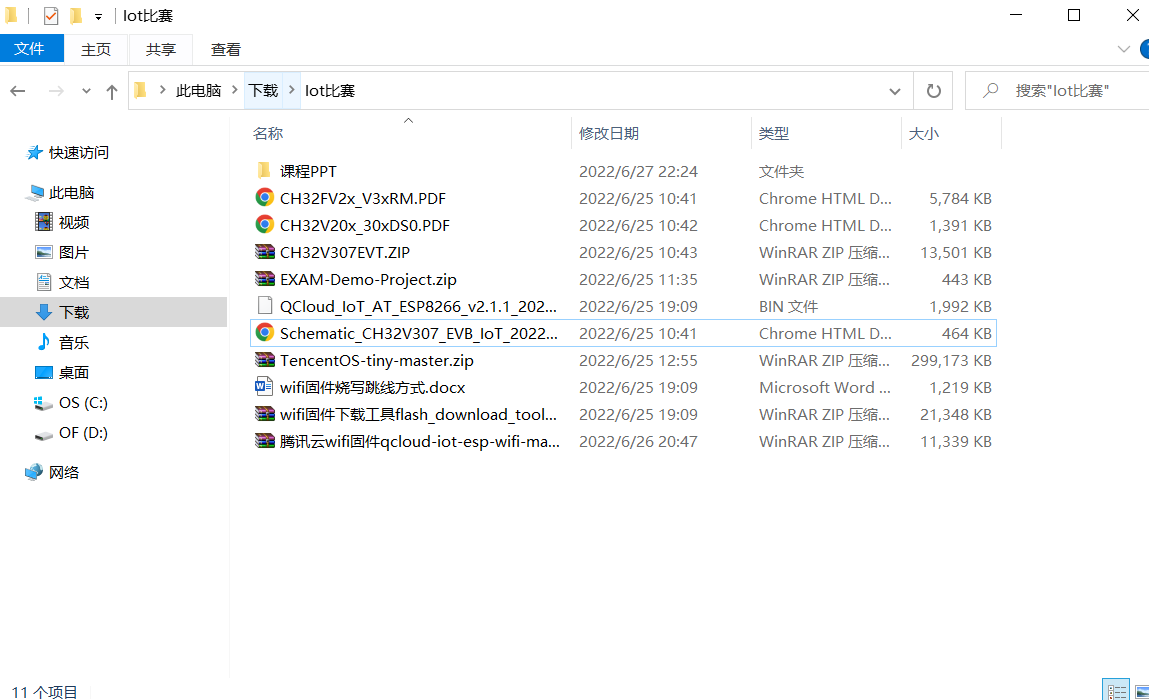 Iot比赛
文件 主页 共享 查看
此电脑 下载 Iot比赛 搜索"Iot比赛"
名称 修改日期 类型 大小
快速访问
此电脑
视频
图片
文档
下载
音乐
桌面
OS (C:)
OF (D:)
网络
课程PPT 2022/6/27 22:24 文件夹
CH32FV2x_V3xRM.PDF 2022/6/25 10:41 Chrome HTML D... 5,784 KB
CH32V20x_30xDS0.PDF 2022/6/25 10:42 Chrome HTML D... 1,391 KB
CH32V307EVT.ZIP 2022/6/25 10:43 WinRAR ZIP 压缩... 13,501 KB
EXAM-Demo-Project.zip 2022/6/25 11:35 WinRAR ZIP 压缩... 443 KB
QCloud_IoT_AT_ESP8266_v2.1.1_202... 2022/6/25 19:09 BIN 文件 1,992 KB
Schematic_CH32V307_EVB_IoT_2022... 2022/6/25 10:41 Chrome HTML D... 464 KB
TencentOS-tiny-master.zip 2022/6/25 12:55 WinRAR ZIP 压缩... 299,173 KB
wifi固件烧写跳线方式.docx 2022/6/25 19:09 Microsoft Word ... 1,219 KB
wifi固件下载工具flash_download_tool... 2022/6/25 19:09 WinRAR ZIP 压缩... 21,348 KB
腾讯云wifi固件qcloud-iot-esp-wifi-ma... 2022/6/26 20:47 WinRAR ZIP 压缩... 11,339 KB
11 个项目